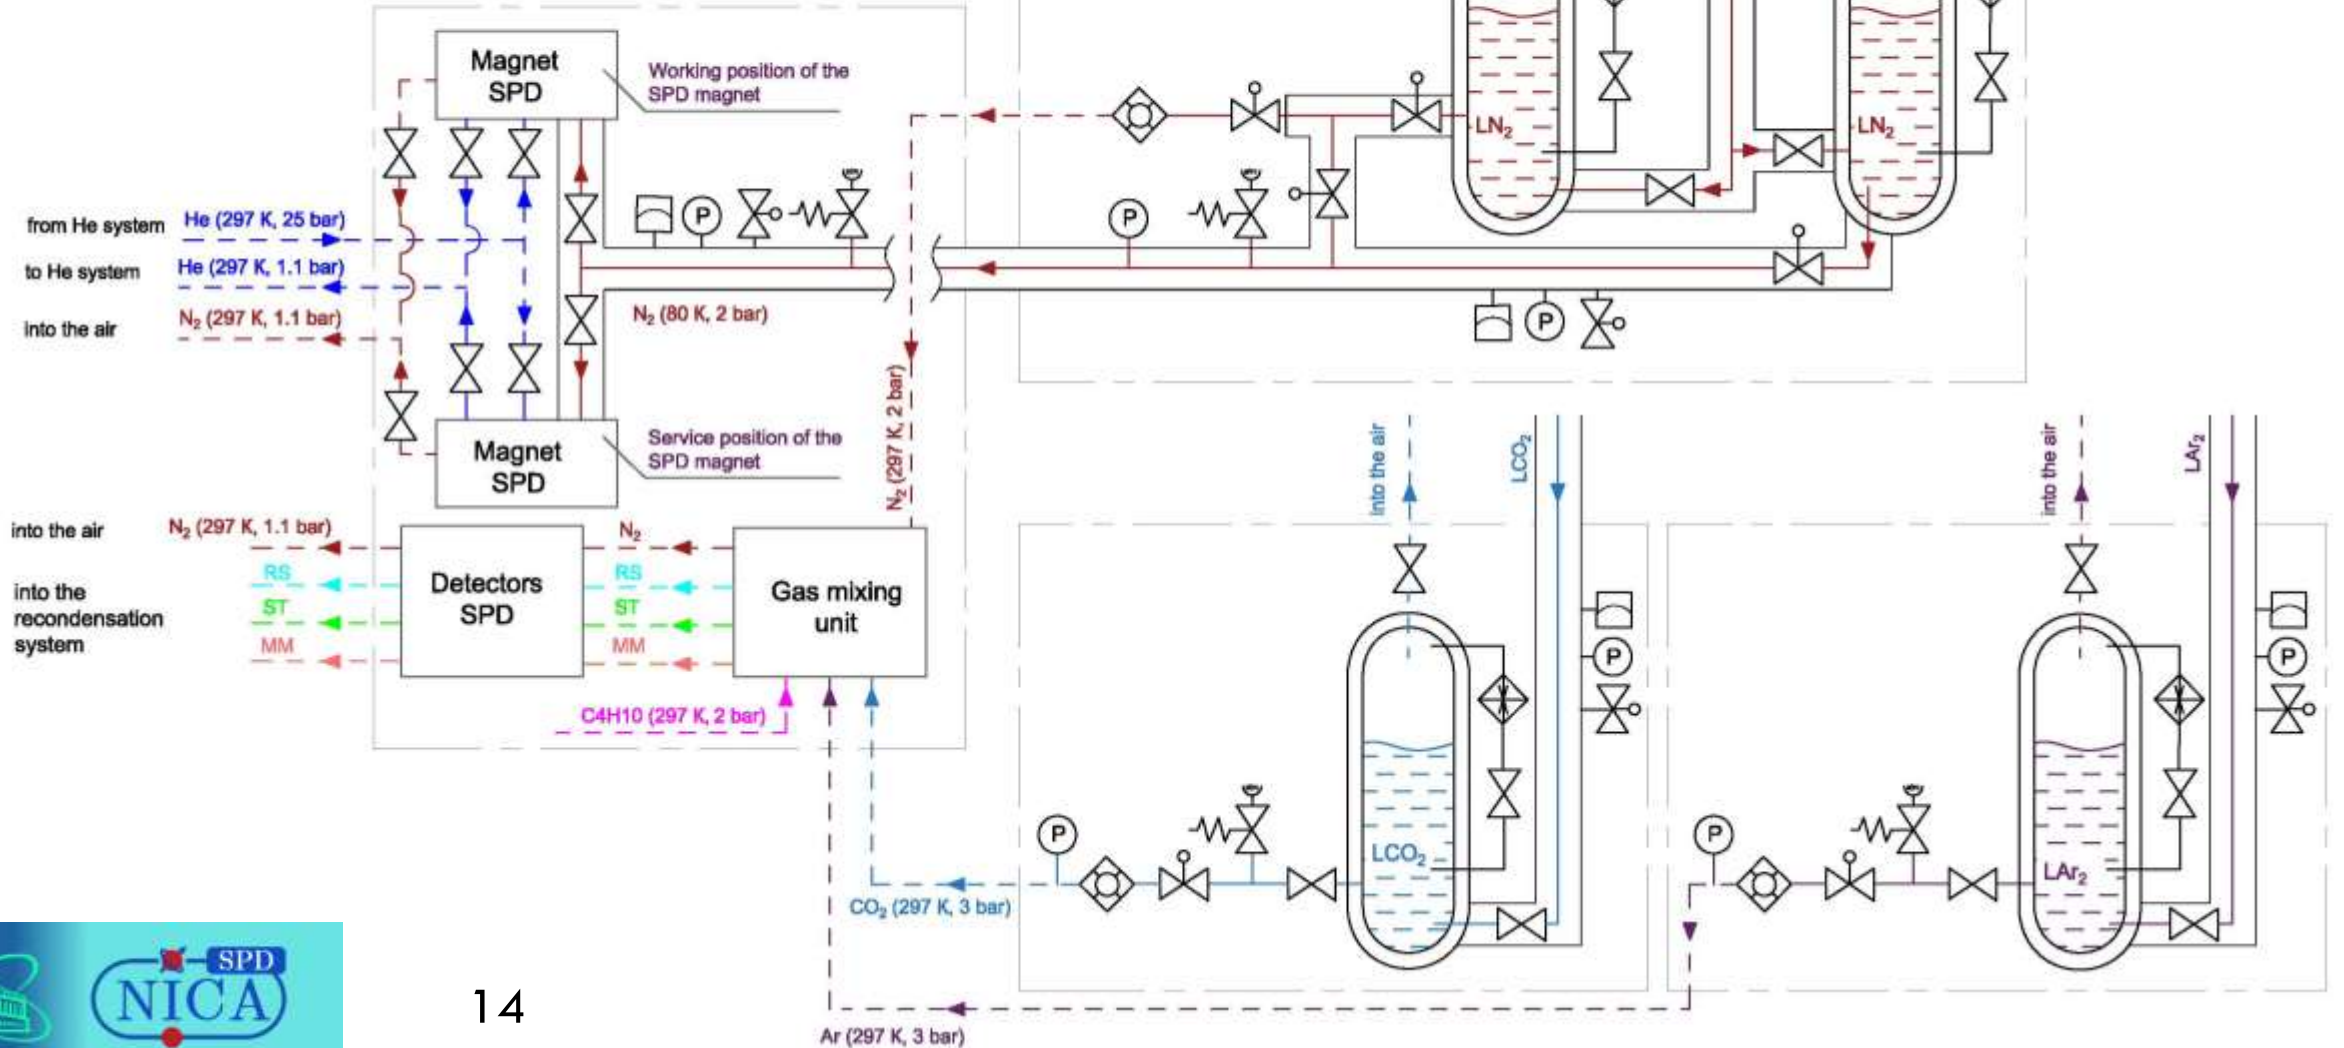 Magnet
SPD
Working position of the
SPD magnet
LN₂
LN₂
P
P
from He system
He (297 K, 25 bar)
to He system
He (297 K, 1.1 bar)
into the air
N₂ (297 K, 1.1 bar)
N₂ (80 K, 2 bar)
P
N₂ (297 K, 2 bar)
Magnet
SPD
Service position of the
SPD magnet
into the air
LCO₂
into the air
LAr₂
into the air
N₂ (297 K, 1.1 bar)
N₂
RS
RS
ST
ST
MM
MM
into the
recondensation
system
Detectors
SPD
Gas mixing
unit
C4H10 (297 K, 2 bar)
P
P
P
P
LCO₂
LAr₂
CO₂ (297 K, 3 bar)
Ar (297 K, 3 bar)
SPD
NICA
14